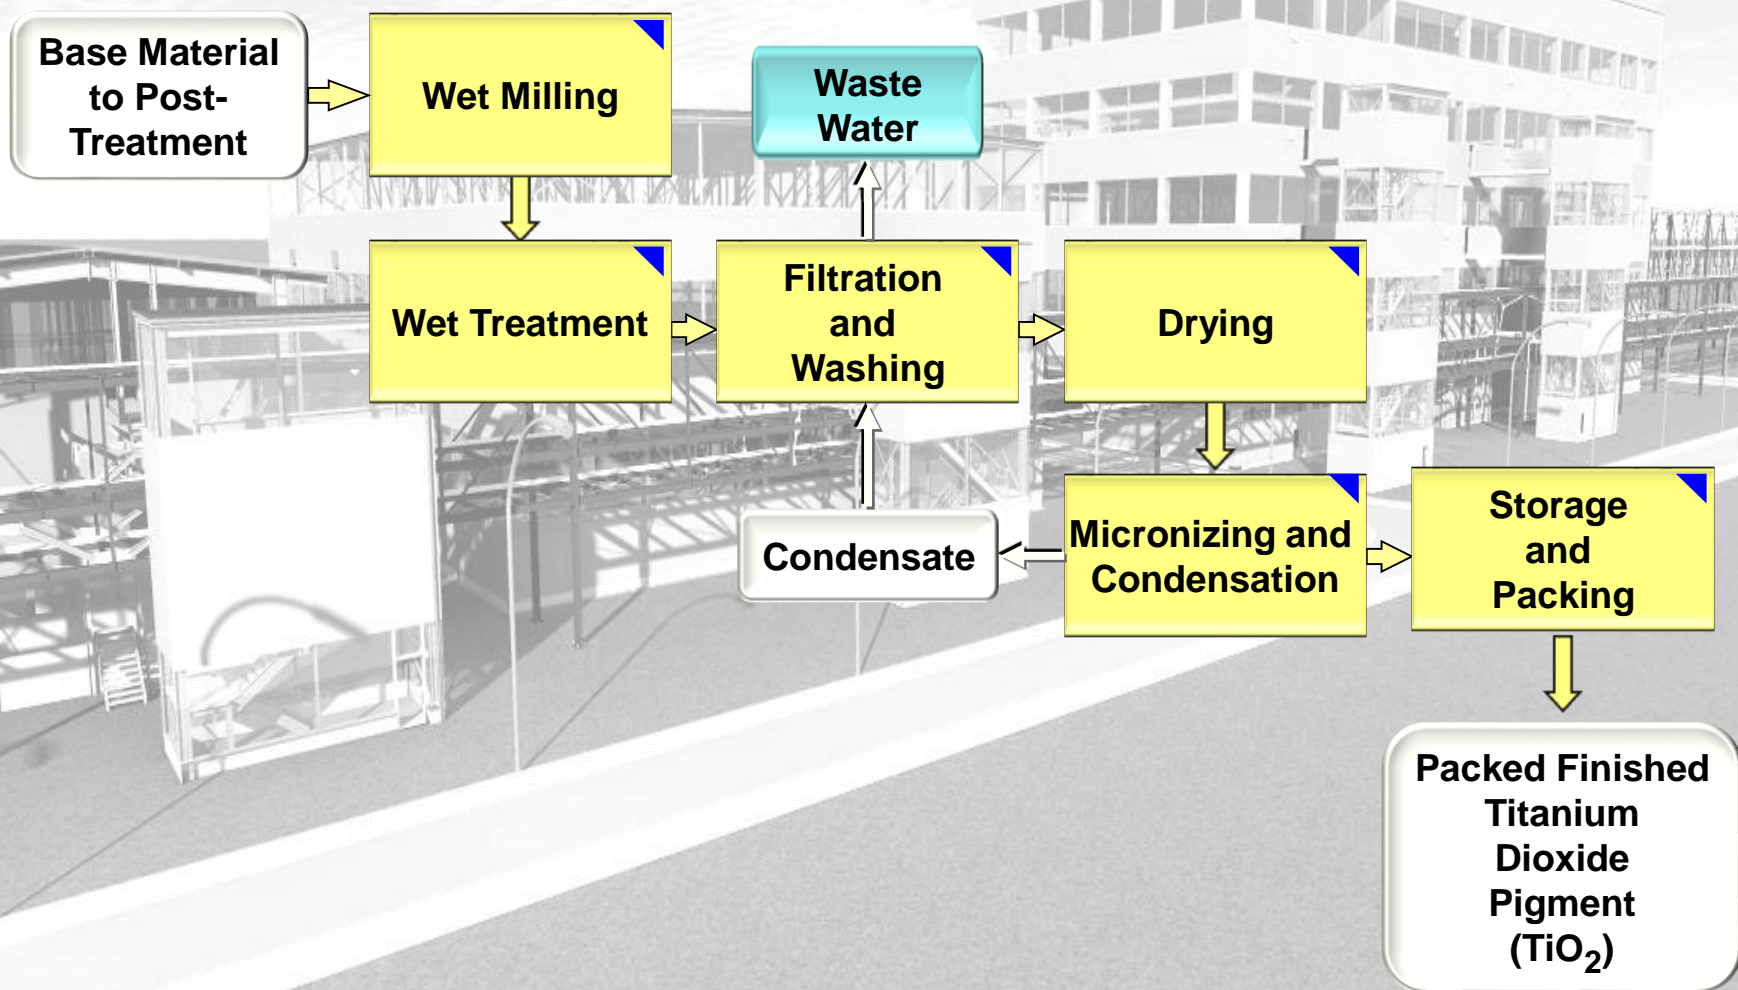 Base Material
to Post-
Treatment
Wet Milling
Waste
Water
Wet Treatment
Filtration
and
Washing
Drying
Condensate
Micronizing and
Condensation
Storage
and
Packing
Packed Finished
Titanium
Dioxide
Pigment
(TiO₂)